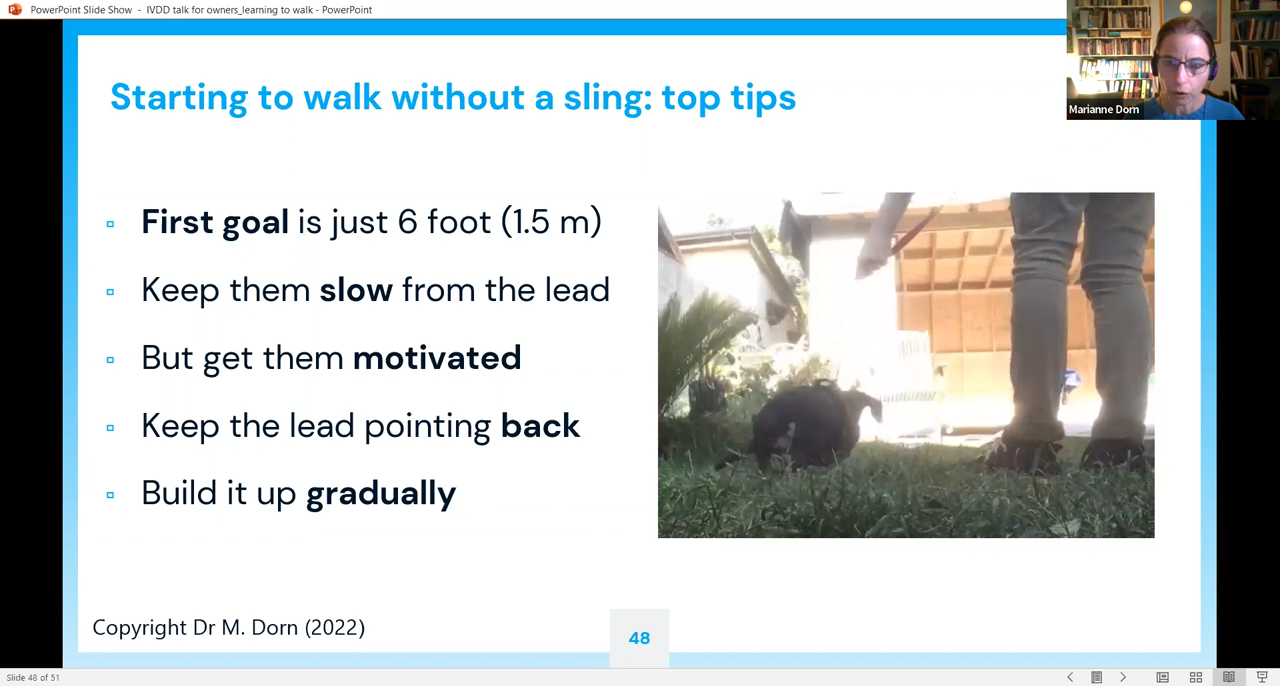 PowerPoint Slide Show - IVDD talk for owners_learning to walk - PowerPoint
Marianne Dorn
Starting to walk without a sling: top tips
First goal is just 6 foot (1.5 m)
Keep them slow from the lead
But get them motivated
Keep the lead pointing back
Build it up gradually
Copyright Dr M. Dorn (2022)
48
Slide 48 of 51